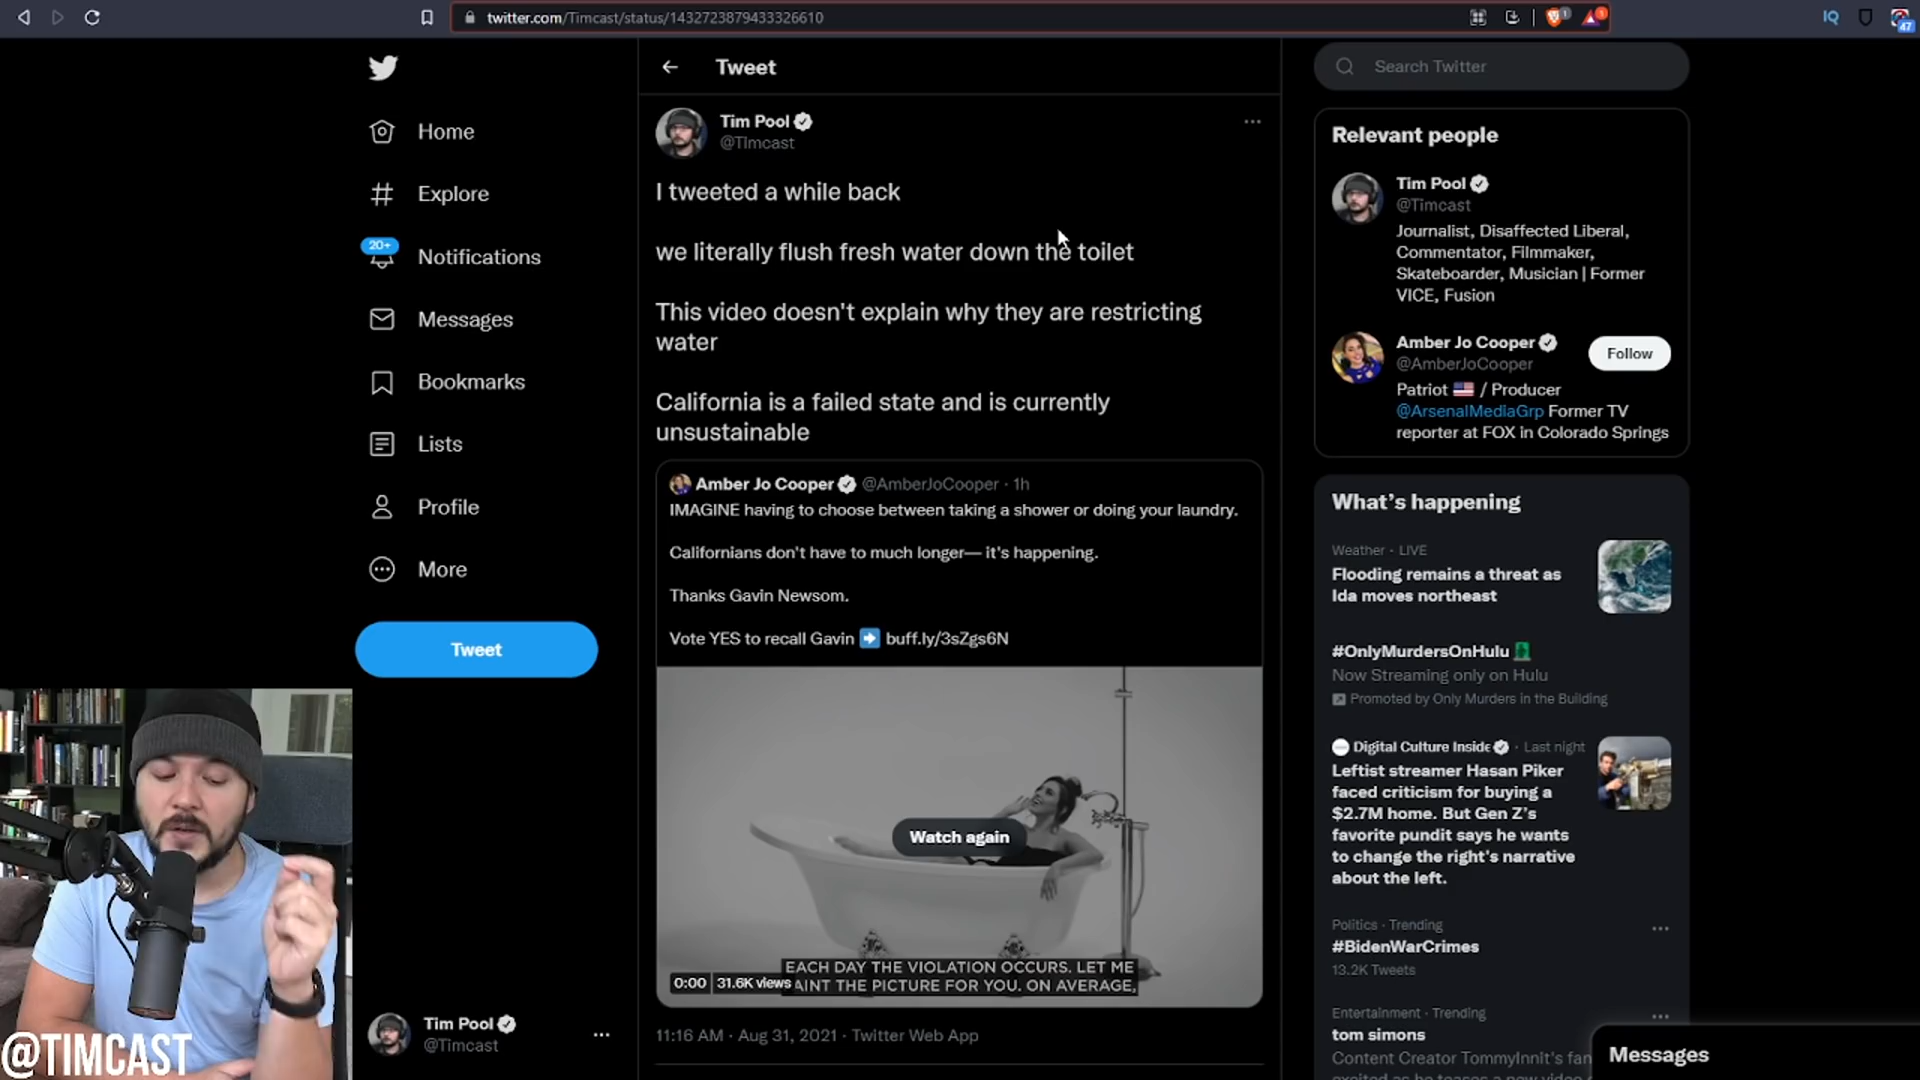 twitter.com/Timcast/status/1432723879433326610
1
1
IQ
47
Home
Explore
20+
Notifications
Messages
Bookmarks
Lists
Profile
More
Tweet
Tim Pool
@Timcast
@TIMCAST
Tweet
Tim Pool
@Timcast
I tweeted a while back
we literally flush fresh water down the toilet
This video doesn't explain why they are restricting
water
California is a failed state and is currently
unsustainable
Amber Jo Cooper @AmberJoCooper · 1h
IMAGINE having to choose between taking a shower or doing your laundry.
Californians don't have to much longer— it's happening.
Thanks Gavin Newsom.
Vote YES to recall Gavin ➡ buff.ly/3sZgs6N
Watch again
EACH DAY THE VIOLATION OCCURS. LET ME
AINT THE PICTURE FOR YOU. ON AVERAGE,
0:00 31.6K views
11:16 AM · Aug 31, 2021 · Twitter Web App
Search Twitter
Relevant people
Tim Pool
@Timcast
Journalist, Disaffected Liberal,
Commentator, Filmmaker,
Skateboarder, Musician | Former
VICE, Fusion
Amber Jo Cooper
@AmberJoCooper
Follow
Patriot 🇺🇸 / Producer
@ArsenalMediaGrp Former TV
reporter at FOX in Colorado Springs
What's happening
Weather · LIVE
Flooding remains a threat as
Ida moves northeast
#OnlyMurdersOnHulu
Now Streaming only on Hulu
Promoted by Only Murders in the Building
Digital Culture Inside · Last night
Leftist streamer Hasan Piker
faced criticism for buying a
$2.7M home. But Gen Z's
favorite pundit says he wants
to change the right's narrative
about the left.
Politics · Trending
#BidenWarCrimes
13.2K Tweets
Entertainment · Trending
tom simons
Content Creator TommyInnit's fan
Messages